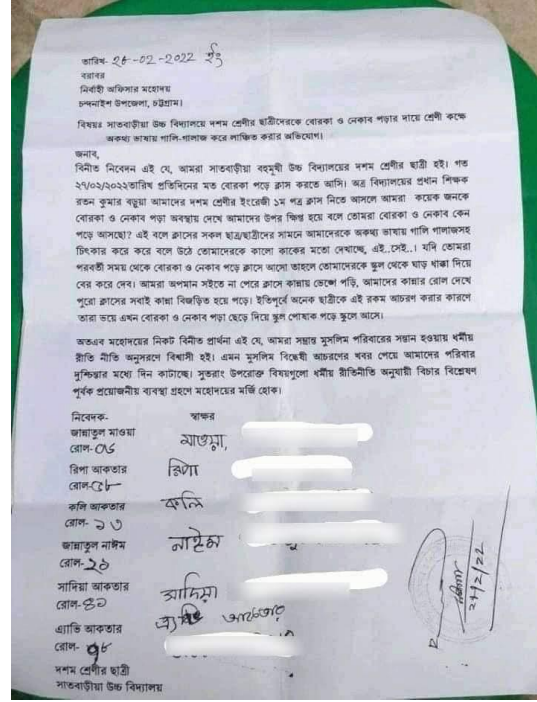 তারিখ- 28-02-2022 ইং
বরাবর
নির্বাহী অফিসার মহোদয়
চন্দনাইশ উপজেলা, চট্টগ্রাম।
বিষয়ঃ সাতবাড়ীয়া উচ্চ বিদ্যালয়ে দশম শ্রেণীর ছাত্রীদেরকে বোরকা ও নেকাব পড়ার দায়ে শ্রেণী কক্ষে
অকথ্য ভাষায় গালি-গালাজ করে লাঞ্ছিত করার অভিযোগ।
জনাব,
বিনীত নিবেদন এই যে, আমরা সাতবাড়ীয়া বহুমূখী উচ্চ বিদ্যালয়ের দশম শ্রেণীর ছাত্রী হই। গত
২৭/০২/২০২২তারিখ প্রতিদিনের মত বোরকা পড়ে ক্লাস করতে আসি। অত্র বিদ্যালয়ের প্রধান শিক্ষক
রতন কুমার বড়ুয়া আমাদের দশম শ্রেণীর ইংরেজী ১ম পত্র ক্লাস নিতে আসলে আমরা কয়েক জনকে
বোরকা ও নেকাব পড়া অবস্থায় দেখে আমাদের উপর ক্ষিপ্ত হয়ে বলে তোমরা বোরকা ও নেকাব কেন
পড়ে আসছো? এই বলে ক্লাসের সকল ছাত্র/ছাত্রীদের সামনে আমাদেরকে অকথ্য ভাষায় গালি গালাজসহ
চিৎকার করে করে বলে উঠে তোমাদেরকে কালো কাকের মতো দেখাচ্ছে, এই..সেই..। যদি তোমরা
পরবর্তী সময় থেকে বোরকা ও নেকাব পড়ে ক্লাসে আসো তাহলে তোমাদেরকে স্কুল থেকে ঘাড় ধাক্কা দিয়ে
বের করে দেব। আমরা অপমান সইতে না পেরে ক্লাসে কান্নায় ভেঙ্গে পড়ি, আমাদের কান্নার রোল দেখে
পুরো ক্লাসের সবাই কান্না বিজড়িত হয়ে পড়ে। ইতিপূর্বে অনেক ছাত্রীকে এই রকম আচরণ করার কারণে
তারা ভয়ে এখন বোরকা ও নেকাব পড়া ছেড়ে দিয়ে স্কুল পোষাক পড়ে স্কুলে আসে।
অতএব মহোদয়ের নিকট বিনীত প্রার্থনা এই যে, আমরা সম্ভ্রান্ত মুসলিম পরিবারের সন্তান হওয়ায় ধর্মীয়
রীতি নীতি অনুসরণে বিশ্বাসী হই। এমন মুসলিম বিদ্বেষী আচরণের খবর পেয়ে আমাদের পরিবার
দুশ্চিন্তার মধ্যে দিন কাটাচ্ছে। সুতরাং উপরোক্ত বিষয়গুলো ধর্মীয় রীতিনীতি অনুযায়ী বিচার বিশ্লেষণ
পূর্বক প্রয়োজনীয় ব্যবস্থা গ্রহণে মহোদয়ের মর্জি হোক।
নিবেদক- স্বাক্ষর
জান্নাতুল মাওয়া মাওয়া,
রোল-০৬
রিপা আকতার রিপা
রোল-০৮
কলি আকতার কলি
রোল- ১৩
জান্নাতুল নাঈম নাইম
রোল-২৯
সাদিয়া আকতার সাদিয়া
রোল-৪১
এ্যাভি আকতার আক্তার
রোল- ৭৮
দশম শ্রেণীর ছাত্রী
সাতবাড়ীয়া উচ্চ বিদ্যালয়